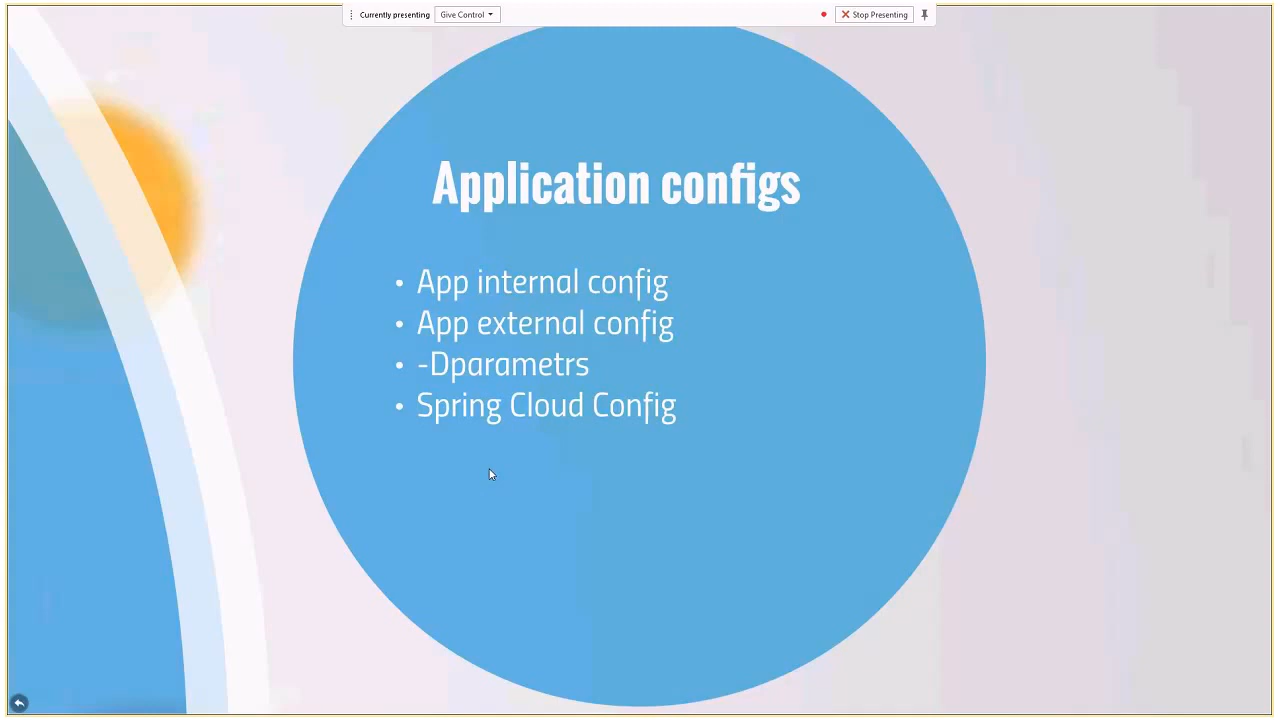 Currently presenting Give Control Stop Presenting
Application configs
• App internal config
• App external config
• -Dparametrs
• Spring Cloud Config